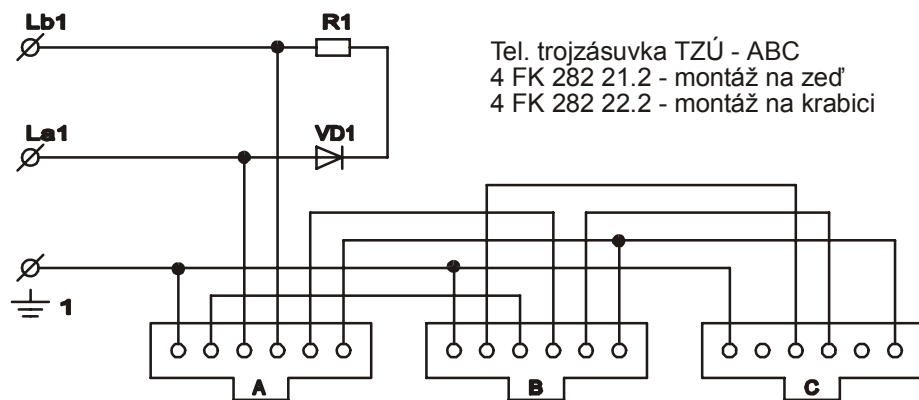 Lb1
R1
Tel. trojzásuvka TZÚ - ABC
4 FK 282 21.2 - montáž na zeď
4 FK 282 22.2 - montáž na krabici
La1
VD1
1
A
B
C